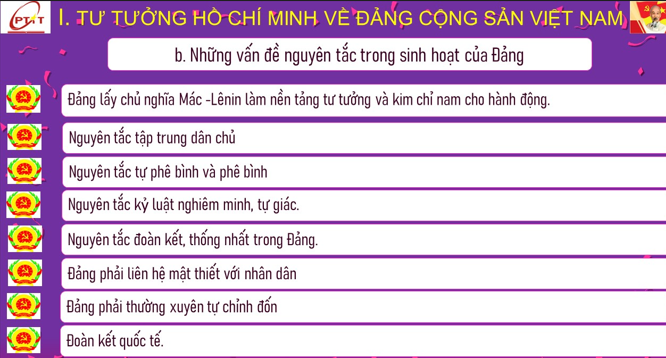 PTIT
I. TƯ TƯỞNG HỒ CHÍ MINH VỀ ĐẢNG CỘNG SẢN VIỆT NAM
b. Những vấn đề nguyên tắc trong sinh hoạt của Đảng
Đảng lấy chủ nghĩa Mác -Lênin làm nền tảng tư tưởng và kim chỉ nam cho hành động.
Nguyên tắc tập trung dân chủ
Nguyên tắc tự phê bình và phê bình
Nguyên tắc kỷ luật nghiêm minh, tự giác.
Nguyên tắc đoàn kết, thống nhất trong Đảng.
Đảng phải liên hệ mật thiết với nhân dân
Đảng phải thường xuyên tự chỉnh đốn
Đoàn kết quốc tế.